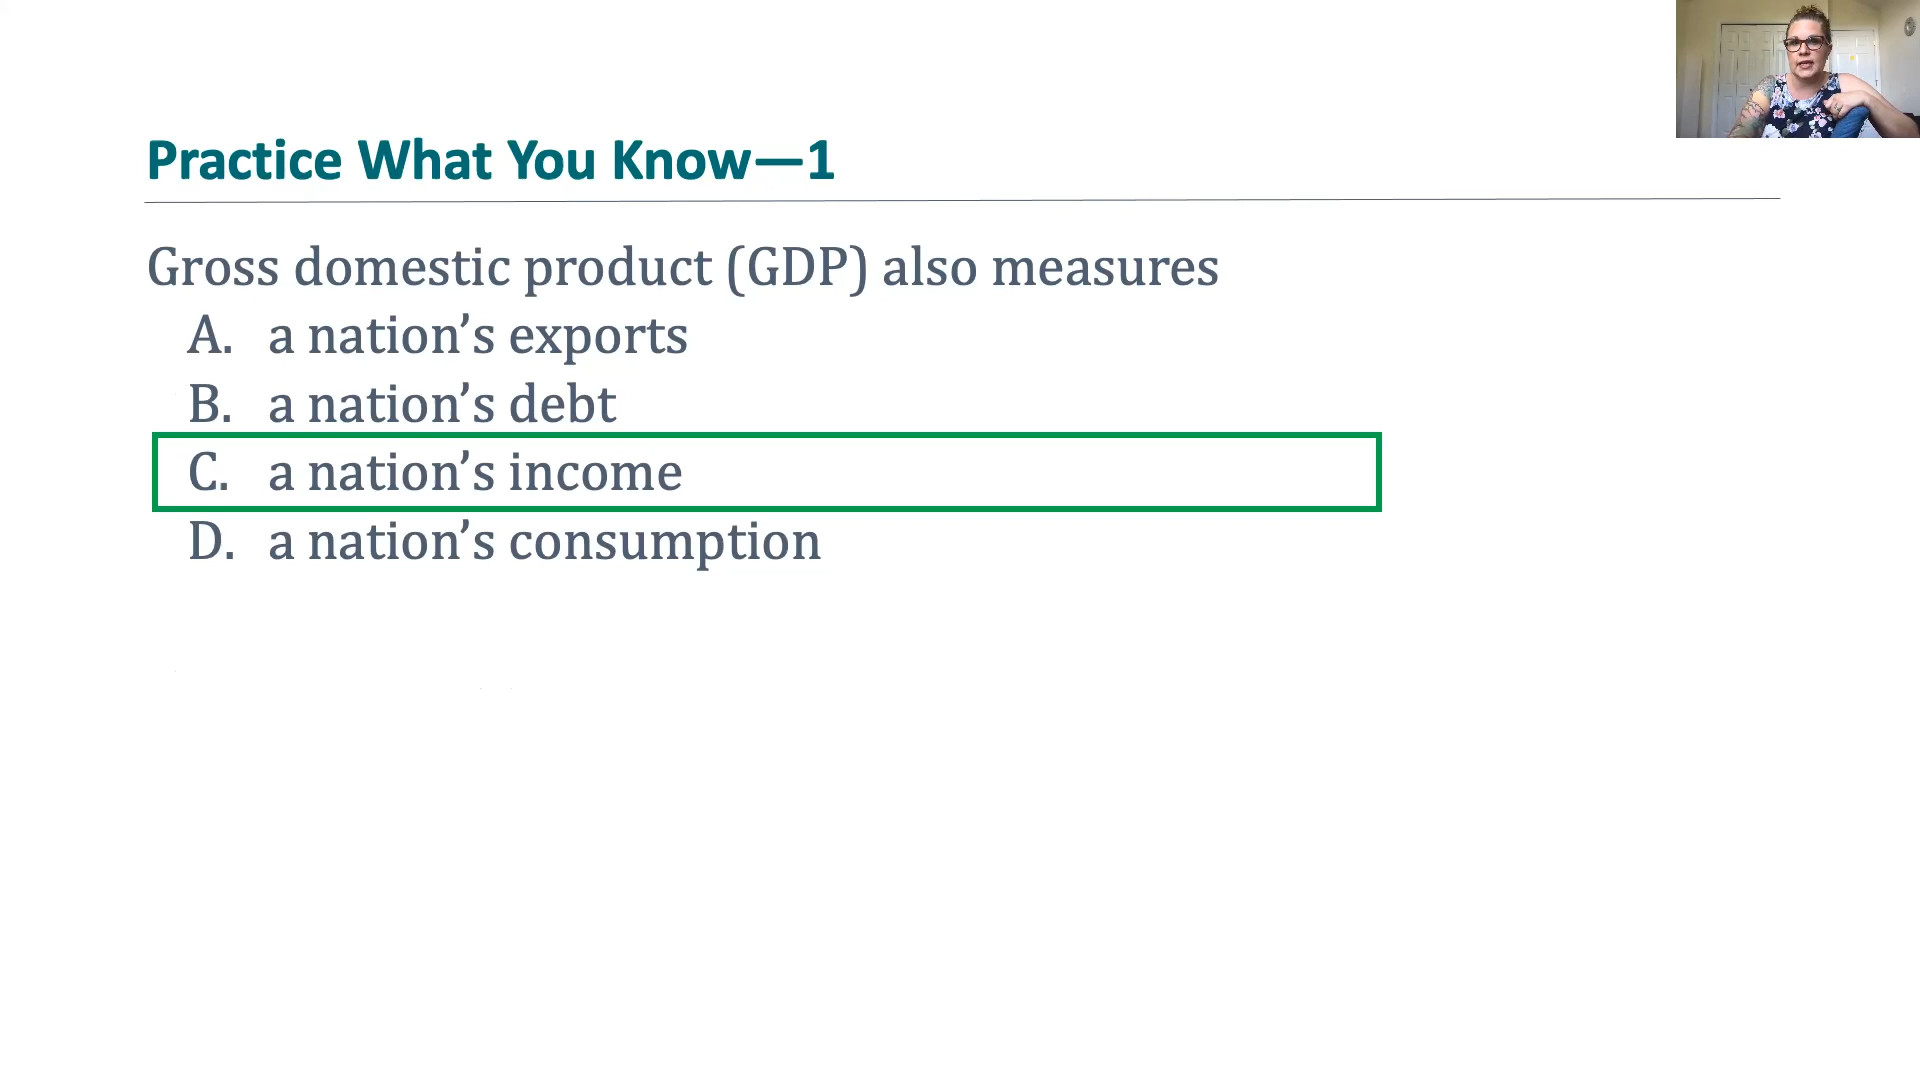 Practice What You Know—1
Gross domestic product (GDP) also measures
A. a nation’s exports
B. a nation’s debt
C. a nation’s income
D. a nation’s consumption